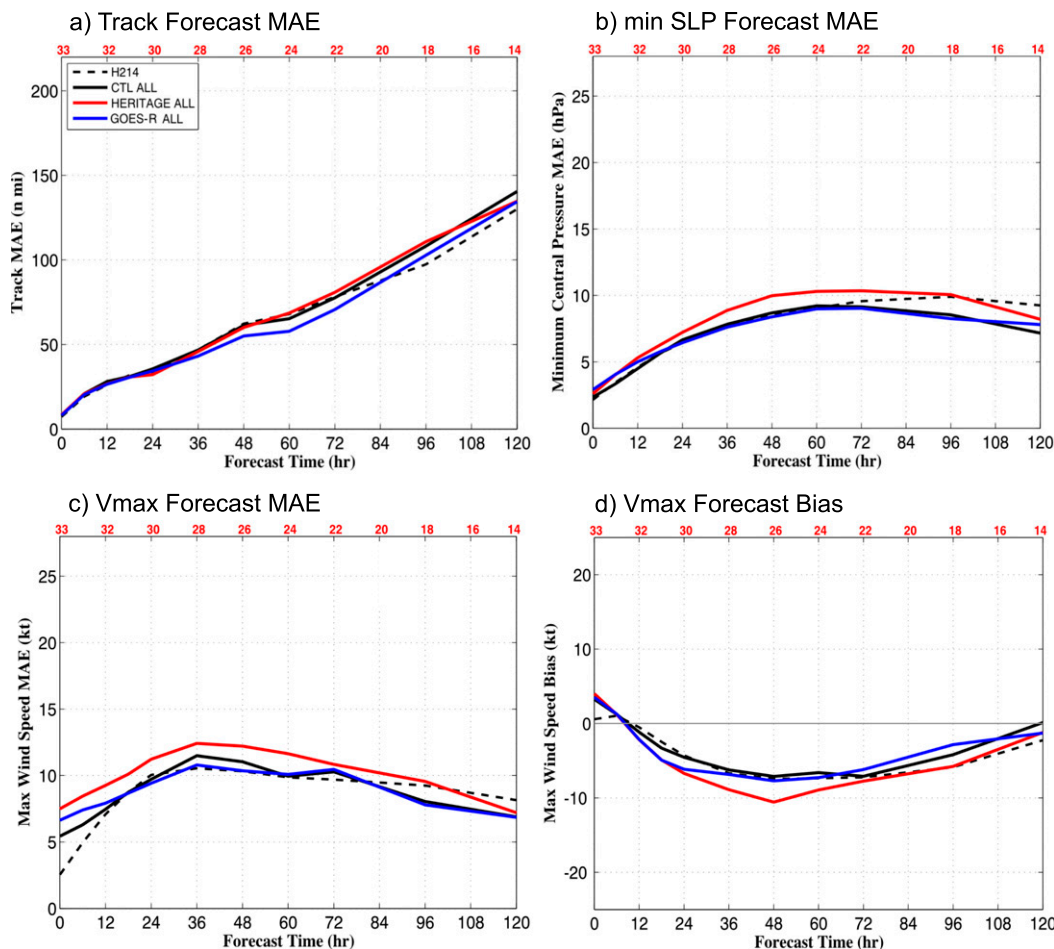 a) Track Forecast MAE
33 32 30 28 26 24 22 20 18 16 14
H214
CTL ALL
HERITAGE ALL
GOES-R ALL
200
150
100
50
0
Track MAE (n mi)
0 12 24 36 48 60 72 84 96 108 120
Forecast Time (hr)
b) min SLP Forecast MAE
33 32 30 28 26 24 22 20 18 16 14
25
20
15
10
5
0
Minimum Central Pressure MAE (hPa)
0 12 24 36 48 60 72 84 96 108 120
Forecast Time (hr)
c) Vmax Forecast MAE
33 32 30 28 26 24 22 20 18 16 14
25
20
15
10
5
0
Max Wind Speed MAE (kt)
0 12 24 36 48 60 72 84 96 108 120
Forecast Time (hr)
d) Vmax Forecast Bias
33 32 30 28 26 24 22 20 18 16 14
20
10
0
-10
-20
Max Wind Speed Bias (kt)
0 12 24 36 48 60 72 84 96 108 120
Forecast Time (hr)